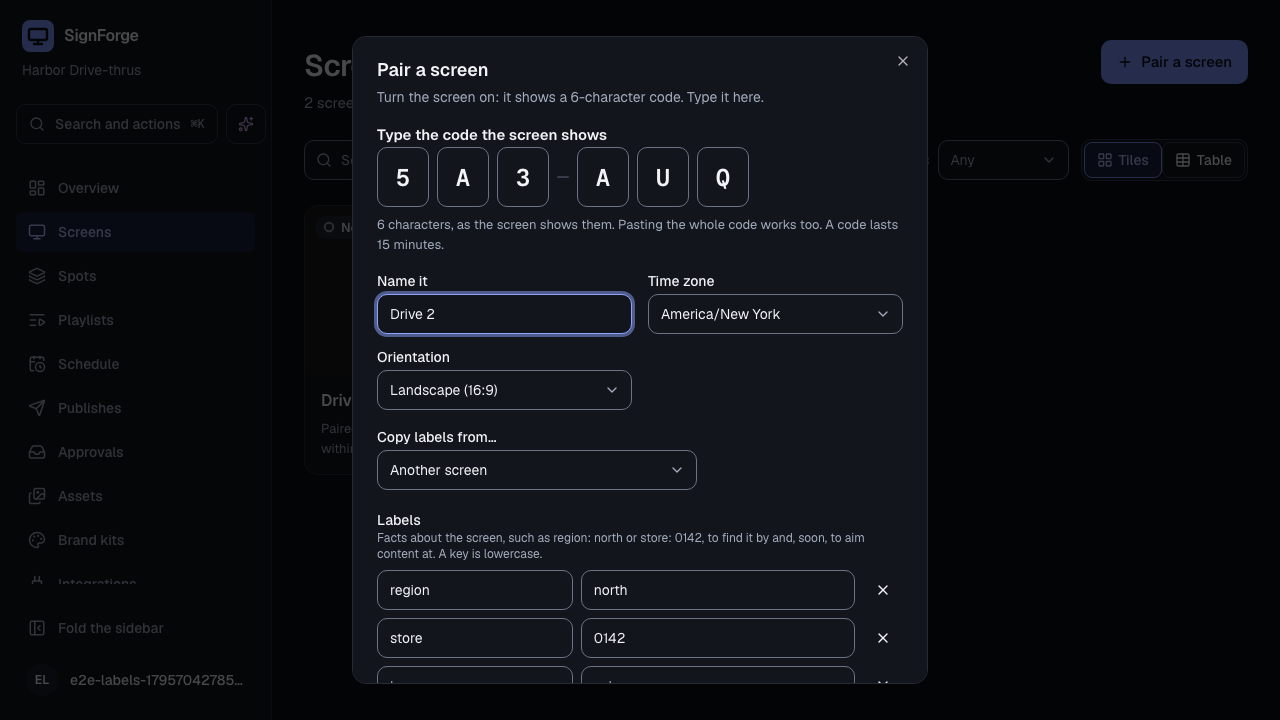 SignForge
Harbor Drive-thrus
Search and actions ⌘K
Overview
Screens
Spots
Playlists
Schedule
Publishes
Approvals
Assets
Brand kits
Integrations
Fold the sidebar
EL e2e-labels-17957042785…
Pair a screen
Any
Tiles
Table
Pair a screen
Turn the screen on: it shows a 6-character code. Type it here.
Type the code the screen shows
5 A 3 – A U Q
6 characters, as the screen shows them. Pasting the whole code works too. A code lasts
15 minutes.
Name it
Time zone
Drive 2
America/New York
Orientation
Landscape (16:9)
Copy labels from…
Another screen
Labels
Facts about the screen, such as region: north or store: 0142, to find it by and, soon, to aim
content at. A key is lowercase.
region north
store 0142